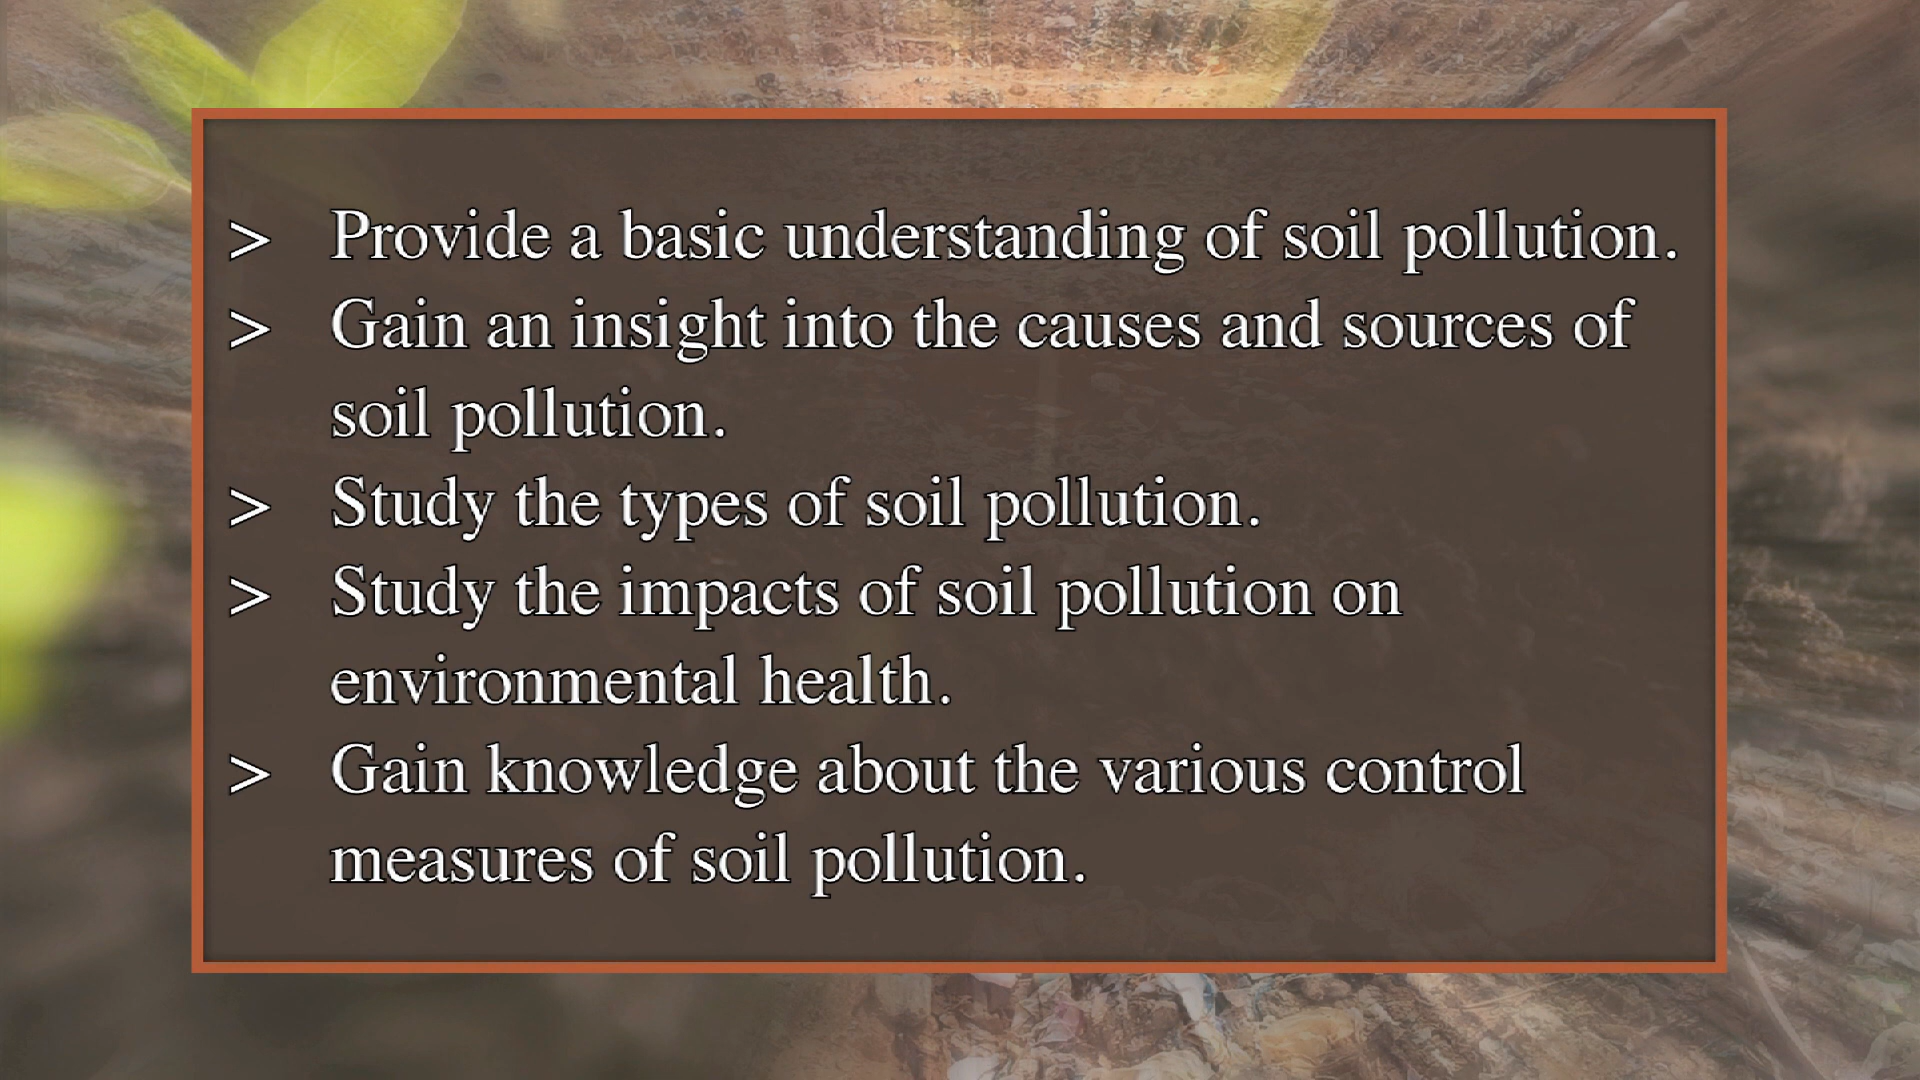 > Provide a basic understanding of soil pollution.
> Gain an insight into the causes and sources of
soil pollution.
> Study the types of soil pollution.
> Study the impacts of soil pollution on
environmental health.
> Gain knowledge about the various control
measures of soil pollution.